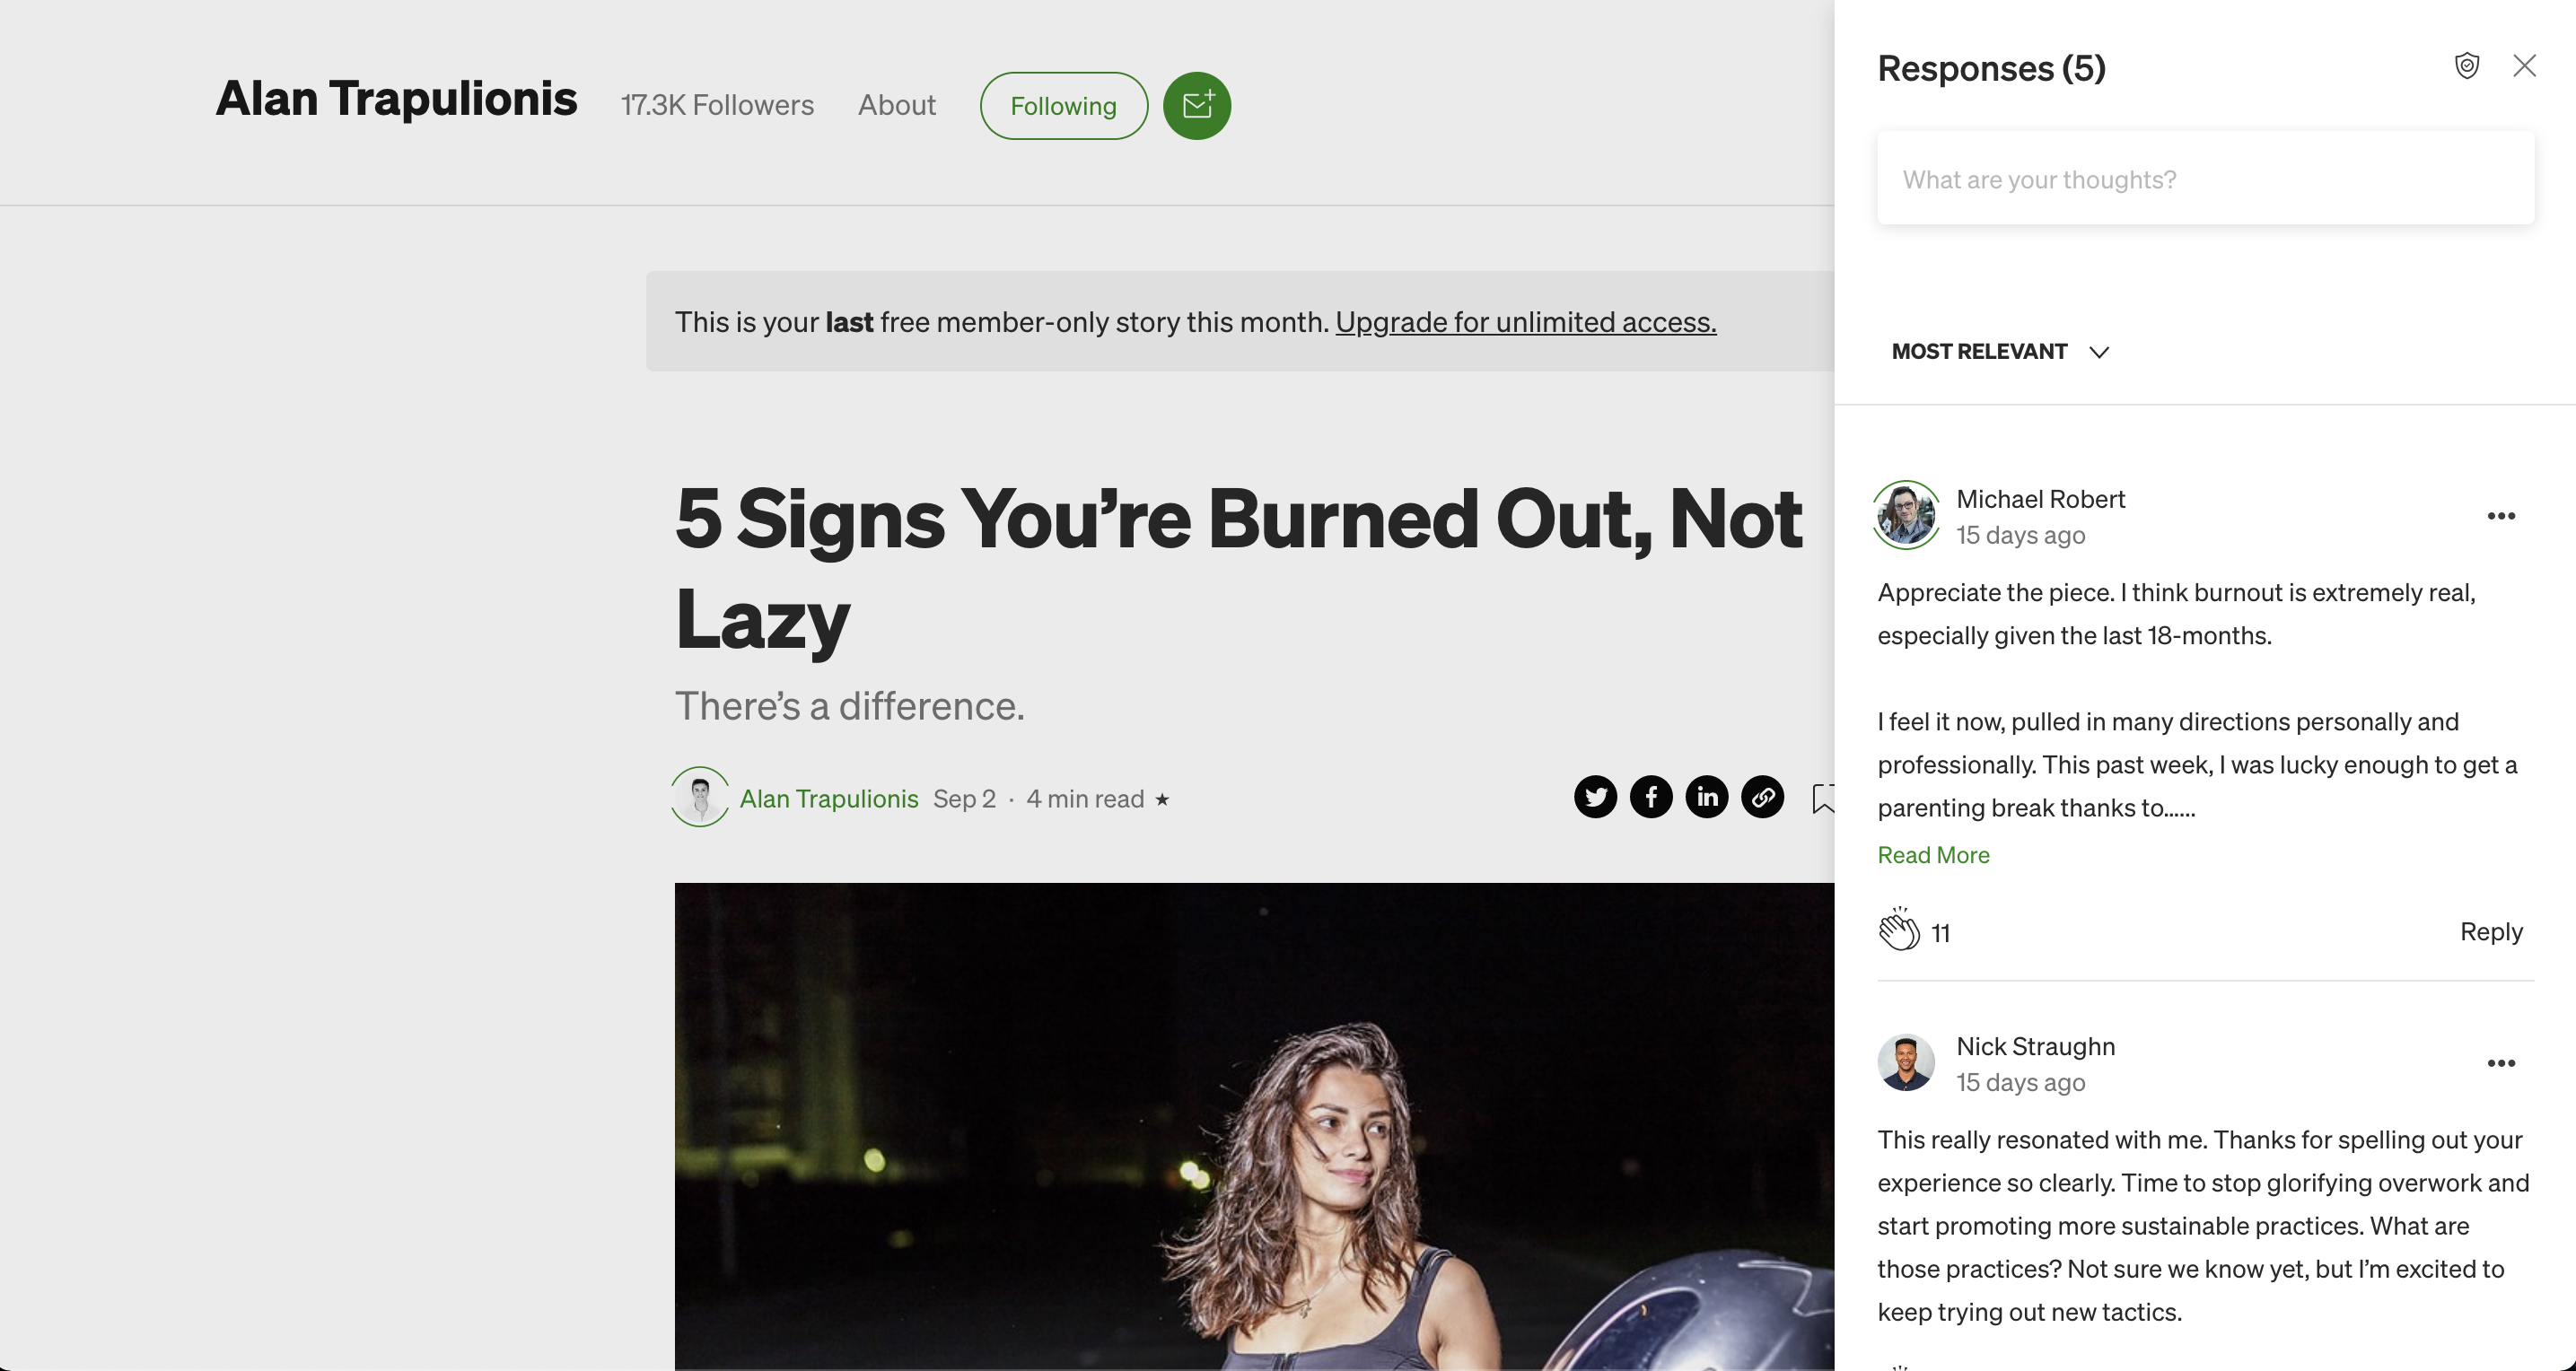 Alan Trapulionis
17.3K Followers
About
Following
This is your last free member-only story this month. Upgrade for unlimited access.
5 Signs You’re Burned Out, Not
Lazy
There’s a difference.
Alan Trapulionis Sep 2 · 4 min read ★
Responses (5)
What are your thoughts?
MOST RELEVANT
Michael Robert
15 days ago
Appreciate the piece. I think burnout is extremely real,
especially given the last 18-months.
I feel it now, pulled in many directions personally and
professionally. This past week, I was lucky enough to get a
parenting break thanks to……
Read More
11
Reply
Nick Straughn
15 days ago
This really resonated with me. Thanks for spelling out your
experience so clearly. Time to stop glorifying overwork and
start promoting more sustainable practices. What are
those practices? Not sure we know yet, but I’m excited to
keep trying out new tactics.